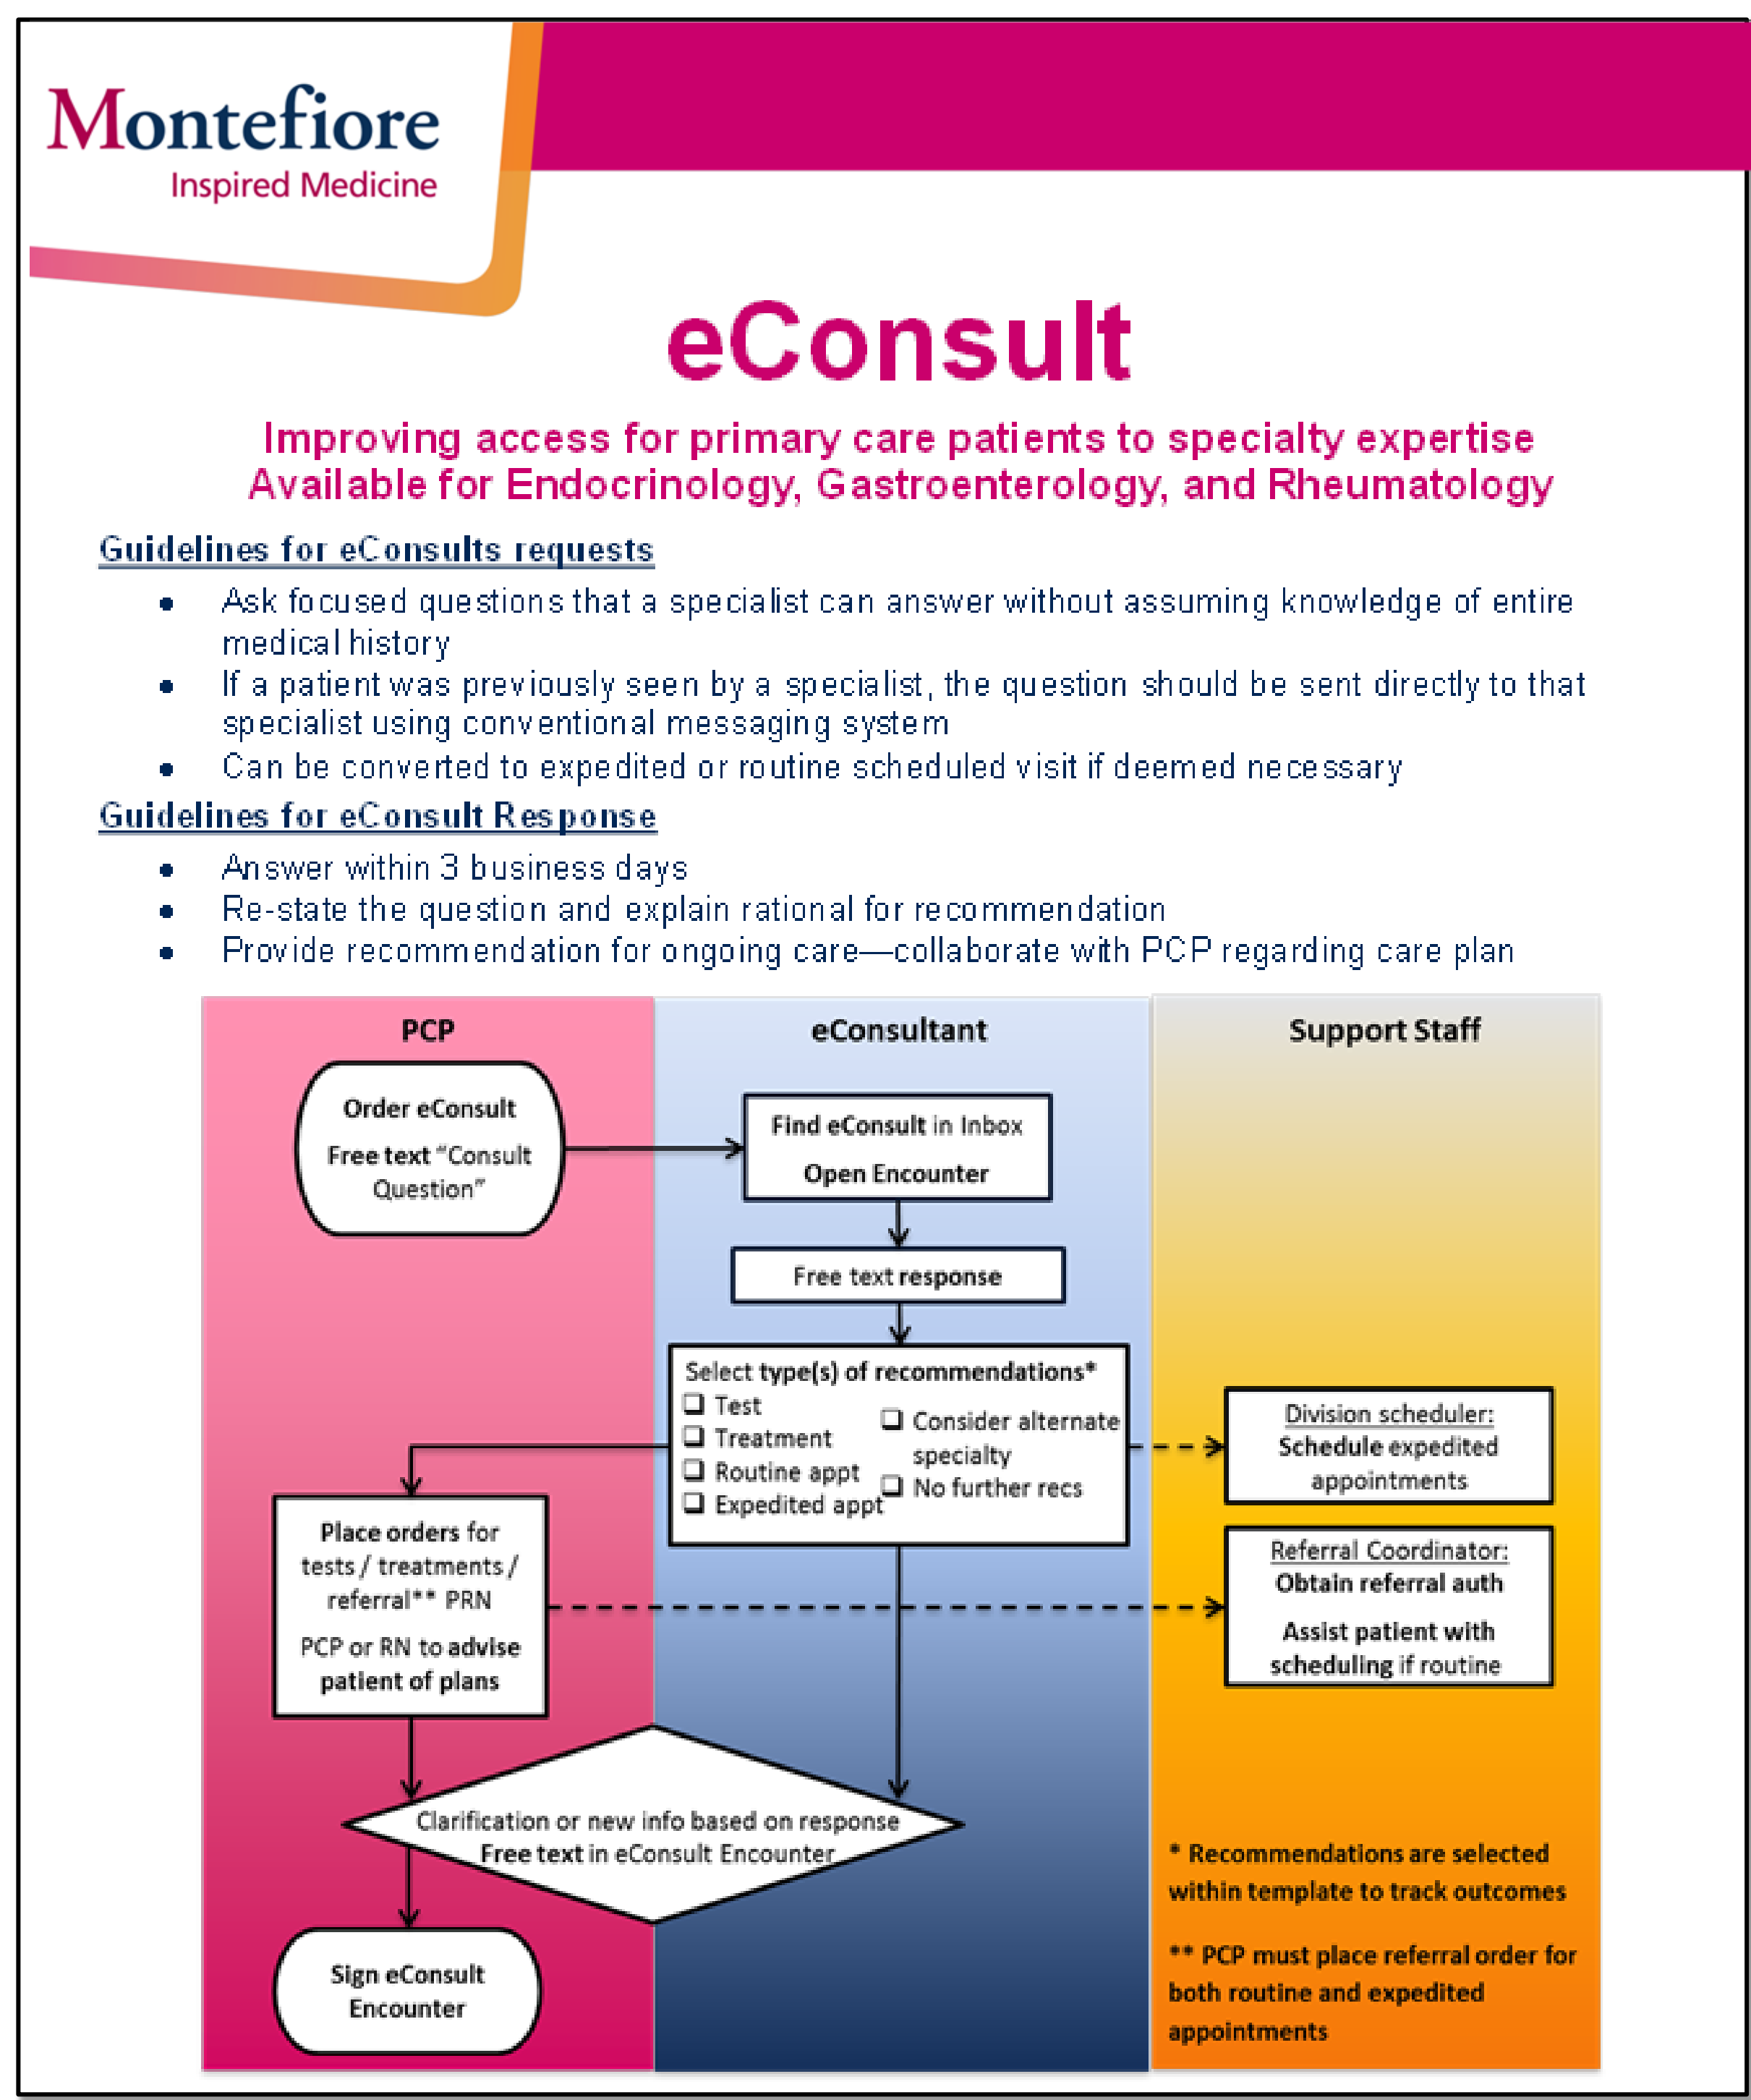 Montefiore
Inspired Medicine
eConsult
Improving access for primary care patients to specialty expertise
Available for Endocrinology, Gastroenterology, and Rheumatology
Guidelines for eConsults requests
• Ask focused questions that a specialist can answer without assuming knowledge of entire
medical history
• If a patient was previously seen by a specialist, the question should be sent directly to that
specialist using conventional messaging system
• Can be converted to expedited or routine scheduled visit if deemed necessary
Guidelines for eConsult Response
• Answer within 3 business days
• Re-state the question and explain rational for recommendation
• Provide recommendation for ongoing care—collaborate with PCP regarding care plan
PCP
Order eConsult
Free text “Consult
Question”
eConsultant
Find eConsult in Inbox
Open Encounter
Free text response
Select type(s) of recommendations*
❑ Test
❑ Treatment
❑ Routine appt
❑ Expedited appt
❑ Consider alternate
specialty
❑ No further recs
Support Staff
Division scheduler:
Schedule expedited
appointments
Place orders for
tests / treatments /
referral** PRN
PCP or RN to advise
patient of plans
Referral Coordinator:
Obtain referral auth
Assist patient with
scheduling if routine
Clarification or new info based on response
Free text in eConsult Encounter
Sign eConsult
Encounter
* Recommendations are selected
within template to track outcomes
** PCP must place referral order for
both routine and expedited
appointments